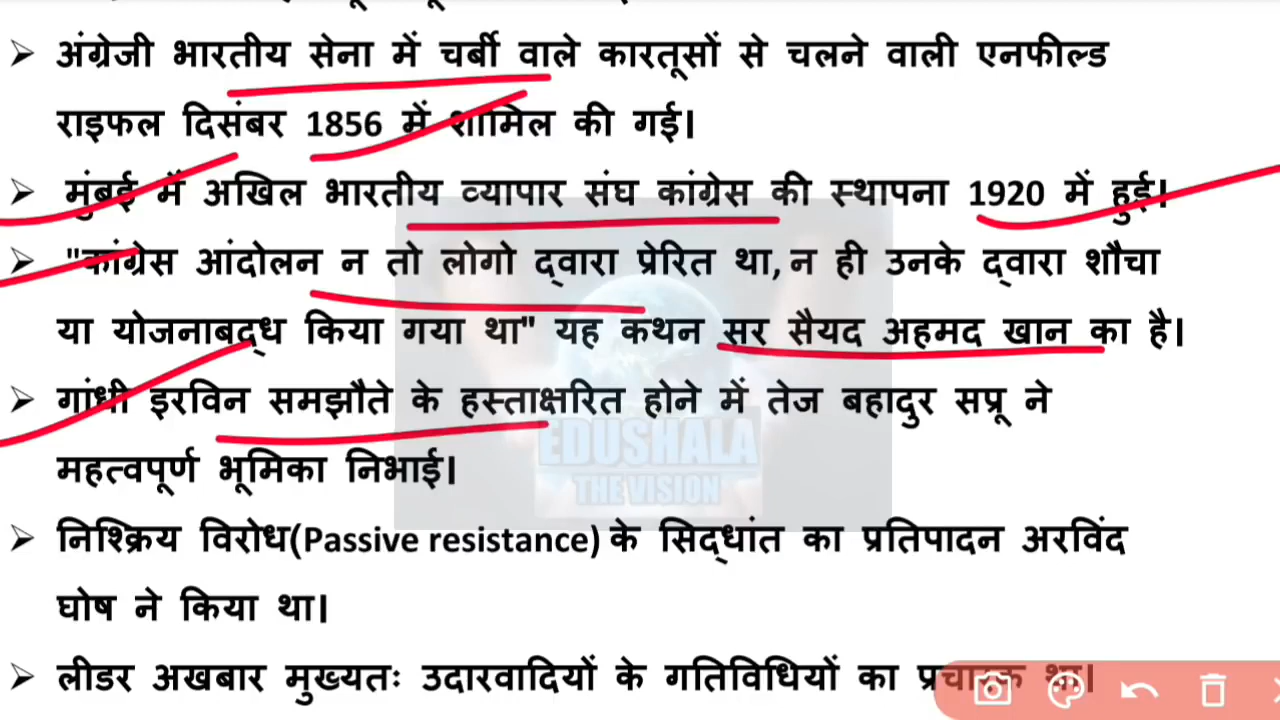 ➢ अंग्रेजी भारतीय सेना में चर्बी वाले कारतूसों से चलने वाली एनफील्ड
राइफल दिसंबर 1856 में शामिल की गई।
➢ मुंबई में अखिल भारतीय व्यापार संघ कांग्रेस की स्थापना 1920 में हुई।
➢ "कांग्रेस आंदोलन न तो लोगो द्वारा प्रेरित था, न ही उनके द्वारा शौचा
या योजनाबद्ध किया गया था" यह कथन सर सैयद अहमद खान का है।
➢ गांधी इरविन समझौते के हस्ताक्षरित होने में तेज बहादुर सप्रू ने
महत्वपूर्ण भूमिका निभाई।
➢ निश्क्रिय विरोध(Passive resistance) के सिद्धांत का प्रतिपादन अरविंद
घोष ने किया था।
➢ लीडर अखबार मुख्यतः उदारवादियों के गतिविधियों का प्रचारक था।
EDUSHALA
THE VISION